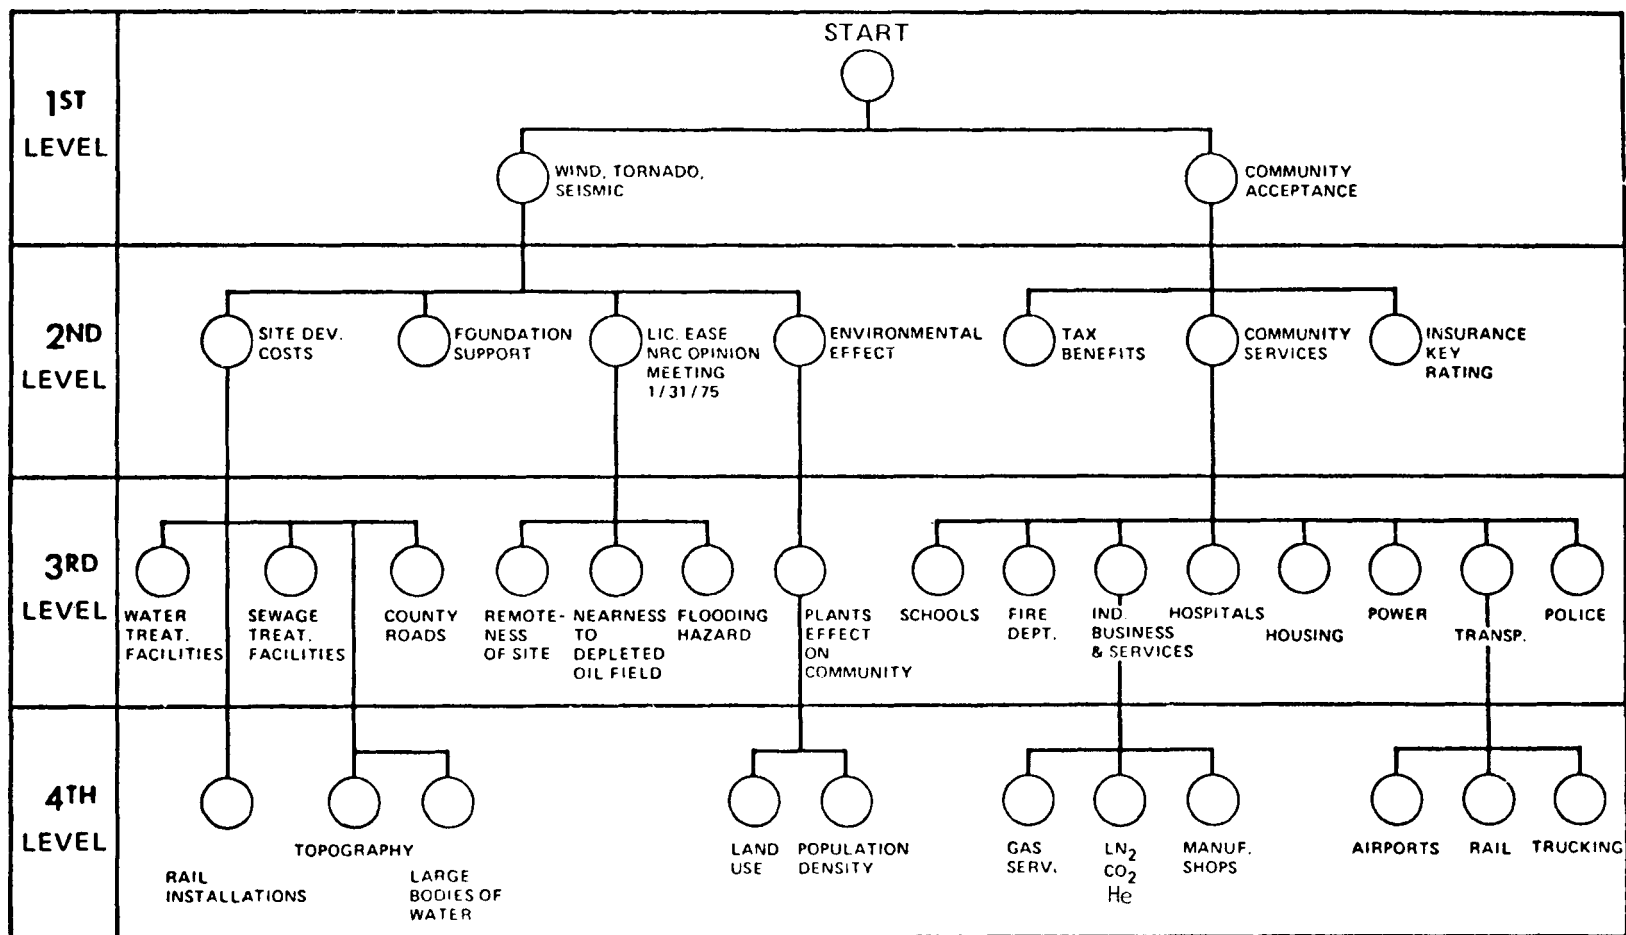 START
1ST
LEVEL
WIND, TORNADO,
SEISMIC
COMMUNITY
ACCEPTANCE
2ND
LEVEL
SITE DEV.
COSTS
FOUNDATION
SUPPORT
LIC. EASE
NRC OPINION
MEETING
1/31/75
ENVIRONMENTAL
EFFECT
TAX
BENEFITS
COMMUNITY
SERVICES
INSURANCE
KEY
RATING
3RD
LEVEL
WATER
TREAT.
FACILITIES
SEWAGE
TREAT.
FACILITIES
COUNTY
ROADS
REMOTE-
NESS
OF SITE
NEARNESS
TO
DEPLETED
OIL FIELD
FLOODING
HAZARD
PLANTS
EFFECT
ON
COMMUNITY
SCHOOLS
FIRE
DEPT.
IND.
BUSINESS
& SERVICES
HOSPITALS
HOUSING
POWER
TRANSP.
POLICE
4TH
LEVEL
RAIL
INSTALLATIONS
TOPOGRAPHY
LARGE
BODIES OF
WATER
LAND
USE
POPULATION
DENSITY
GAS
SERV.
LN2
CO2
He
MANUF.
SHOPS
AIRPORTS
RAIL
TRUCKING